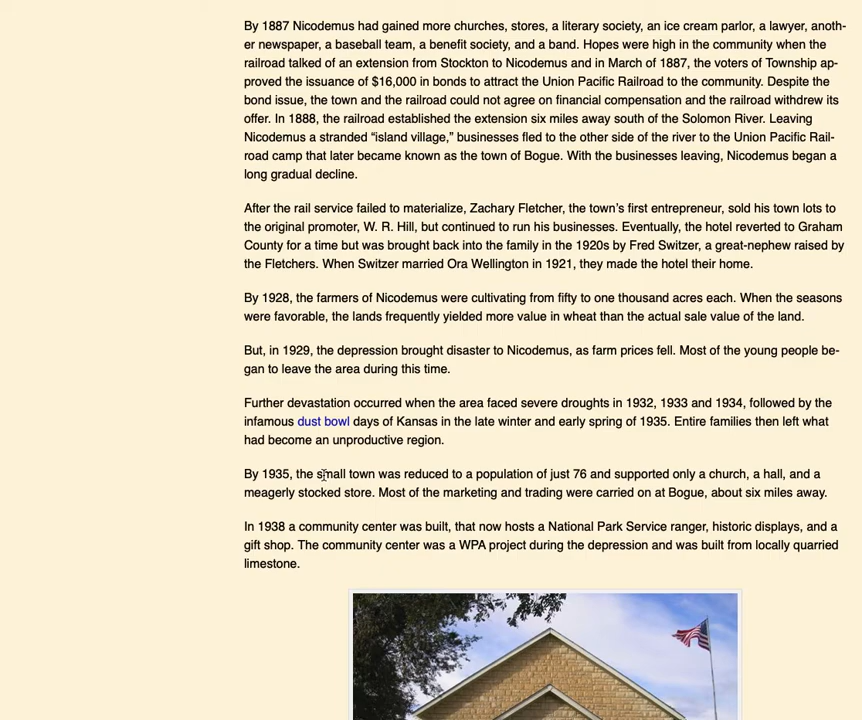 By 1887 Nicodemus had gained more churches, stores, a literary society, an ice cream parlor, a lawyer, anoth-
er newspaper, a baseball team, a benefit society, and a band. Hopes were high in the community when the
railroad talked of an extension from Stockton to Nicodemus and in March of 1887, the voters of Township ap-
proved the issuance of $16,000 in bonds to attract the Union Pacific Railroad to the community. Despite the
bond issue, the town and the railroad could not agree on financial compensation and the railroad withdrew its
offer. In 1888, the railroad established the extension six miles away south of the Solomon River. Leaving
Nicodemus a stranded “island village,” businesses fled to the other side of the river to the Union Pacific Rail-
road camp that later became known as the town of Bogue. With the businesses leaving, Nicodemus began a
long gradual decline.
After the rail service failed to materialize, Zachary Fletcher, the town’s first entrepreneur, sold his town lots to
the original promoter, W. R. Hill, but continued to run his businesses. Eventually, the hotel reverted to Graham
County for a time but was brought back into the family in the 1920s by Fred Switzer, a great-nephew raised by
the Fletchers. When Switzer married Ora Wellington in 1921, they made the hotel their home.
By 1928, the farmers of Nicodemus were cultivating from fifty to one thousand acres each. When the seasons
were favorable, the lands frequently yielded more value in wheat than the actual sale value of the land.
But, in 1929, the depression brought disaster to Nicodemus, as farm prices fell. Most of the young people be-
gan to leave the area during this time.
Further devastation occurred when the area faced severe droughts in 1932, 1933 and 1934, followed by the
infamous dust bowl days of Kansas in the late winter and early spring of 1935. Entire families then left what
had become an unproductive region.
By 1935, the small town was reduced to a population of just 76 and supported only a church, a hall, and a
meagerly stocked store. Most of the marketing and trading were carried on at Bogue, about six miles away.
In 1938 a community center was built, that now hosts a National Park Service ranger, historic displays, and a
gift shop. The community center was a WPA project during the depression and was built from locally quarried
limestone.